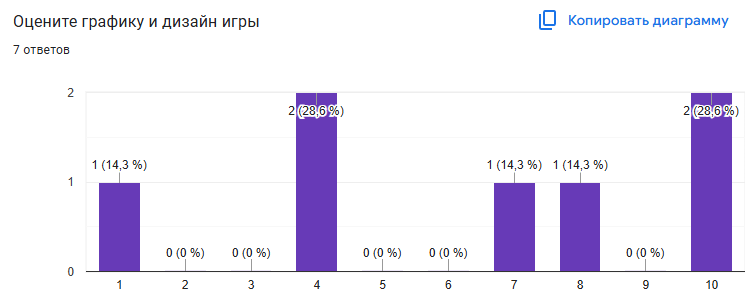 Оцените графику и дизайн игры
Копировать диаграмму
7 ответов
2
1
0
1 (14,3 %)
0 (0 %)
0 (0 %)
2 (28,6 %)
0 (0 %)
0 (0 %)
1 (14,3 %)
1 (14,3 %)
0 (0 %)
2 (28,6 %)
1
2
3
4
5
6
7
8
9
10